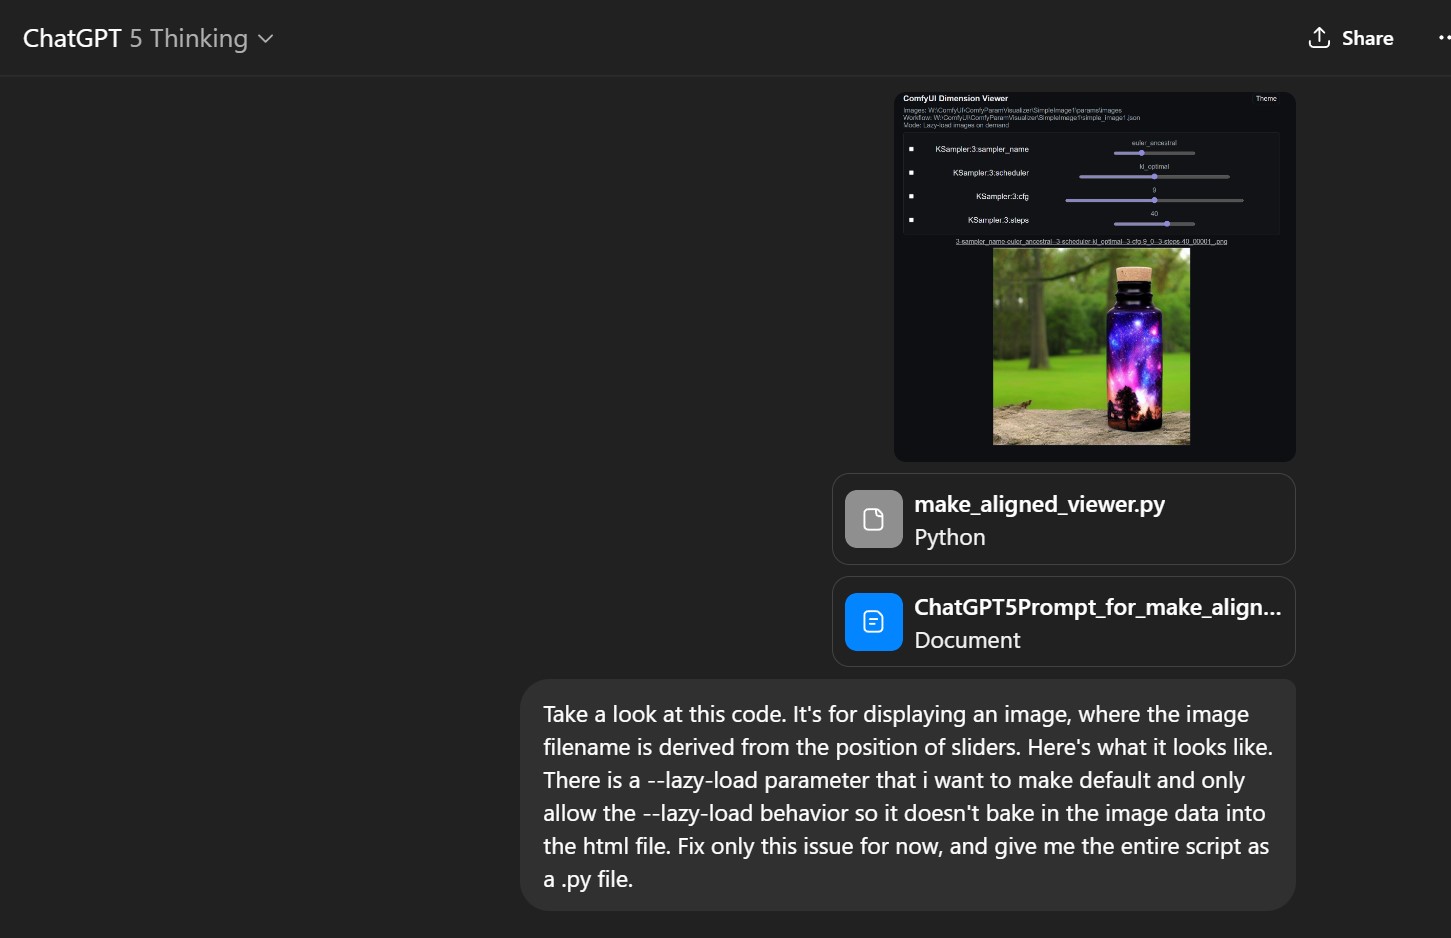 ChatGPT 5 Thinking
Share
ComfyUI Dimension Viewer
Theme
Images: W:\ComfyUI\ComfyParamVisualizer\SimpleImage1\params\images
Workflow: W:\ComfyUI\ComfyParamVisualizer\SimpleImage1\simple_image1.json
Mode: Lazy-load images on demand
euler_ancestral
KSampler:3:sampler_name
kl_optimal
KSampler:3:scheduler
9
KSampler:3:cfg
40
KSampler:3:steps
3-sampler_name-euler_ancestral--3-scheduler-kl_optimal--3-cfg-9_0--3-steps-40_00001_.png
make_aligned_viewer.py
Python
ChatGPT5Prompt_for_make_align...
Document
Take a look at this code. It's for displaying an image, where the image
filename is derived from the position of sliders. Here's what it looks like.
There is a --lazy-load parameter that i want to make default and only
allow the --lazy-load behavior so it doesn't bake in the image data into
the html file. Fix only this issue for now, and give me the entire script as
a .py file.